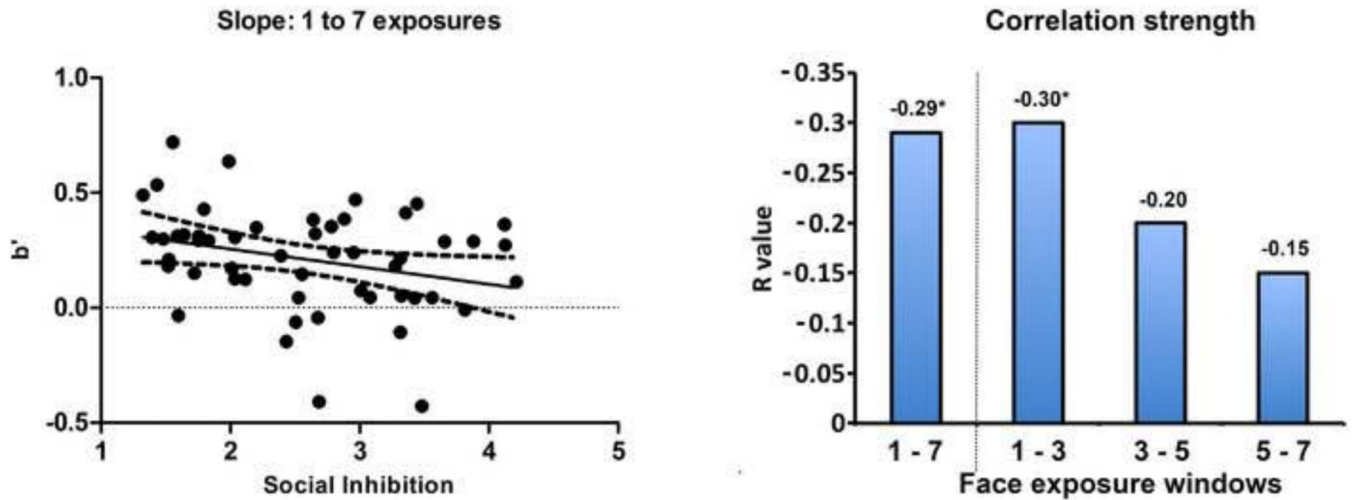 Slope: 1 to 7 exposures
1.0
0.5
0.0
-0.5
b'
1
2
3
4
5
Social Inhibition
Correlation strength
-0.35
-0.3
-0.25
-0.2
-0.15
-0.1
-0.05
0
R value
-0.29*
-0.30*
-0.20
-0.15
1 - 7
1 - 3
3 - 5
5 - 7
Face exposure windows